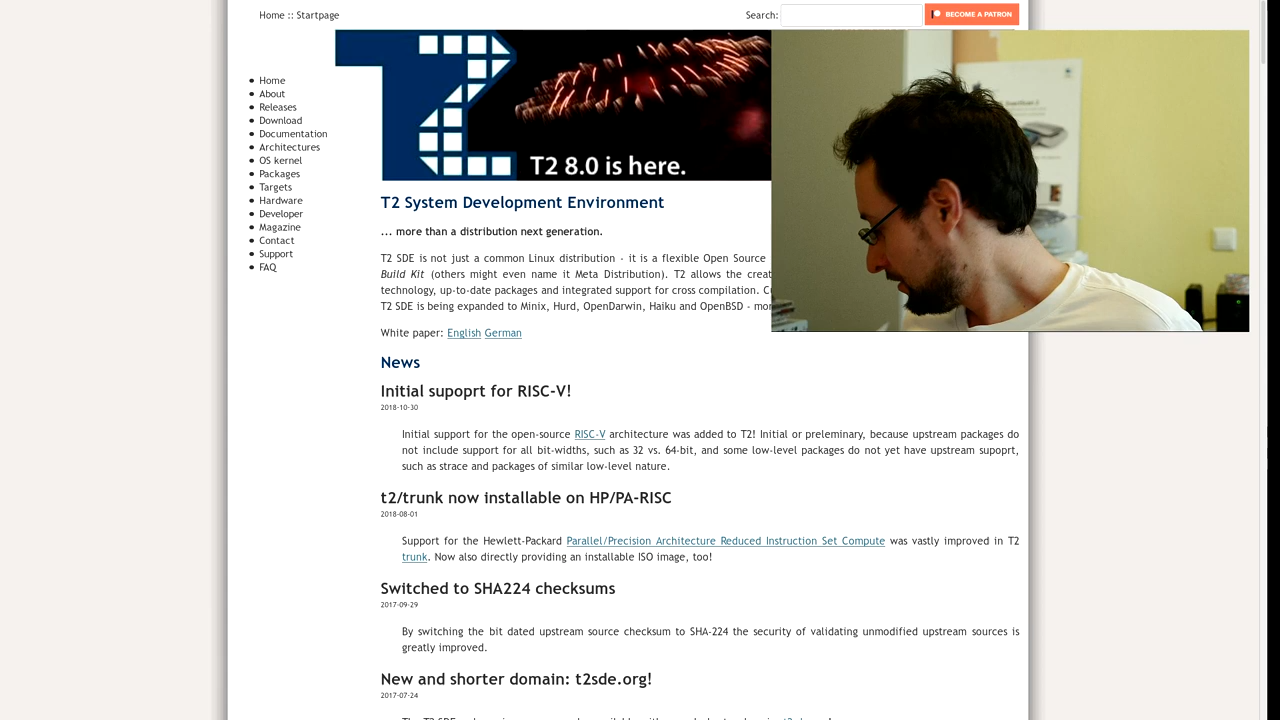 Home :: Startpage
Search:
BECOME A PATRON
Home
About
Releases
Download
Documentation
Architectures
OS kernel
Packages
Targets
Hardware
Developer
Magazine
Contact
Support
FAQ
T2 8.0 is here.
T2 System Development Environment
... more than a distribution next generation.
T2 SDE is not just a common Linux distribution - it is a flexible Open Source
Build Kit (others might even name it Meta Distribution). T2 allows the
technology, up-to-date packages and integrated support for cross compilation.
T2 SDE is being expanded to Minix, Hurd, OpenDarwin, Haiku and OpenBSD -
White paper: English German
News
Initial supoprt for RISC-V!
2018-10-30
Initial support for the open-source RISC-V architecture was added to T2! Initial or preleminary, because upstream packages do
not include support for all bit-widths, such as 32 vs. 64-bit, and some low-level packages do not yet have upstream supoprt,
such as strace and packages of similar low-level nature.
t2/trunk now installable on HP/PA-RISC
2018-08-01
Support for the Hewlett-Packard Parallel/Precision Architecture Reduced Instruction Set Compute was vastly improved in T2
trunk. Now also directly providing an installable ISO image, too!
Switched to SHA224 checksums
2017-09-29
By switching the bit dated upstream source checksum to SHA-224 the security of validating unmodified upstream sources is
greatly improved.
New and shorter domain: t2sde.org!
2017-07-24